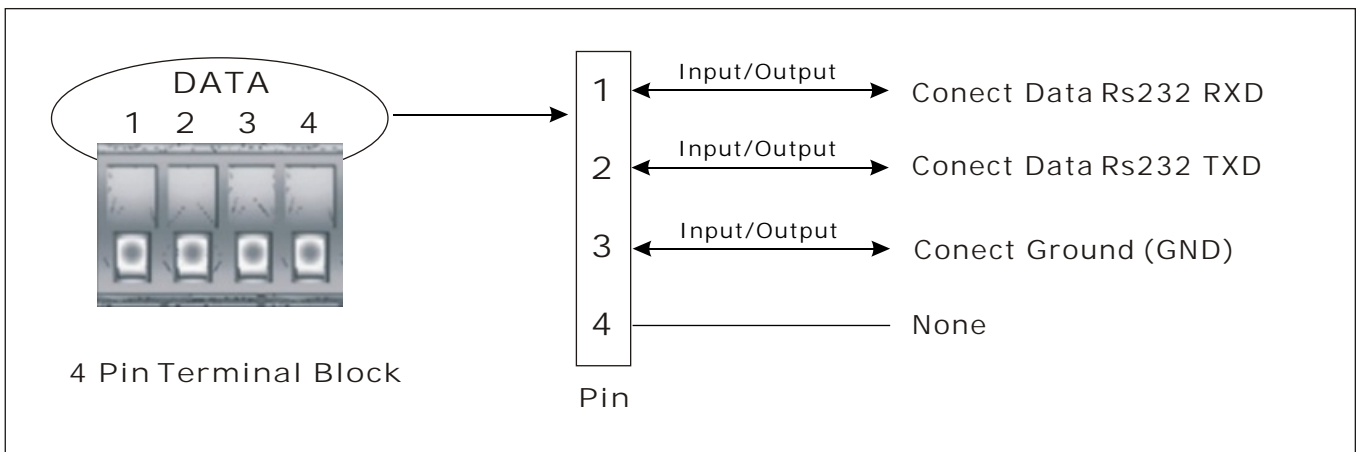 DATA
1 2 3 4
4 Pin Terminal Block
1 Input/Output Conect Data Rs232 RXD
2 Input/Output Conect Data Rs232 TXD
3 Input/Output Conect Ground (GND)
4 None
Pin